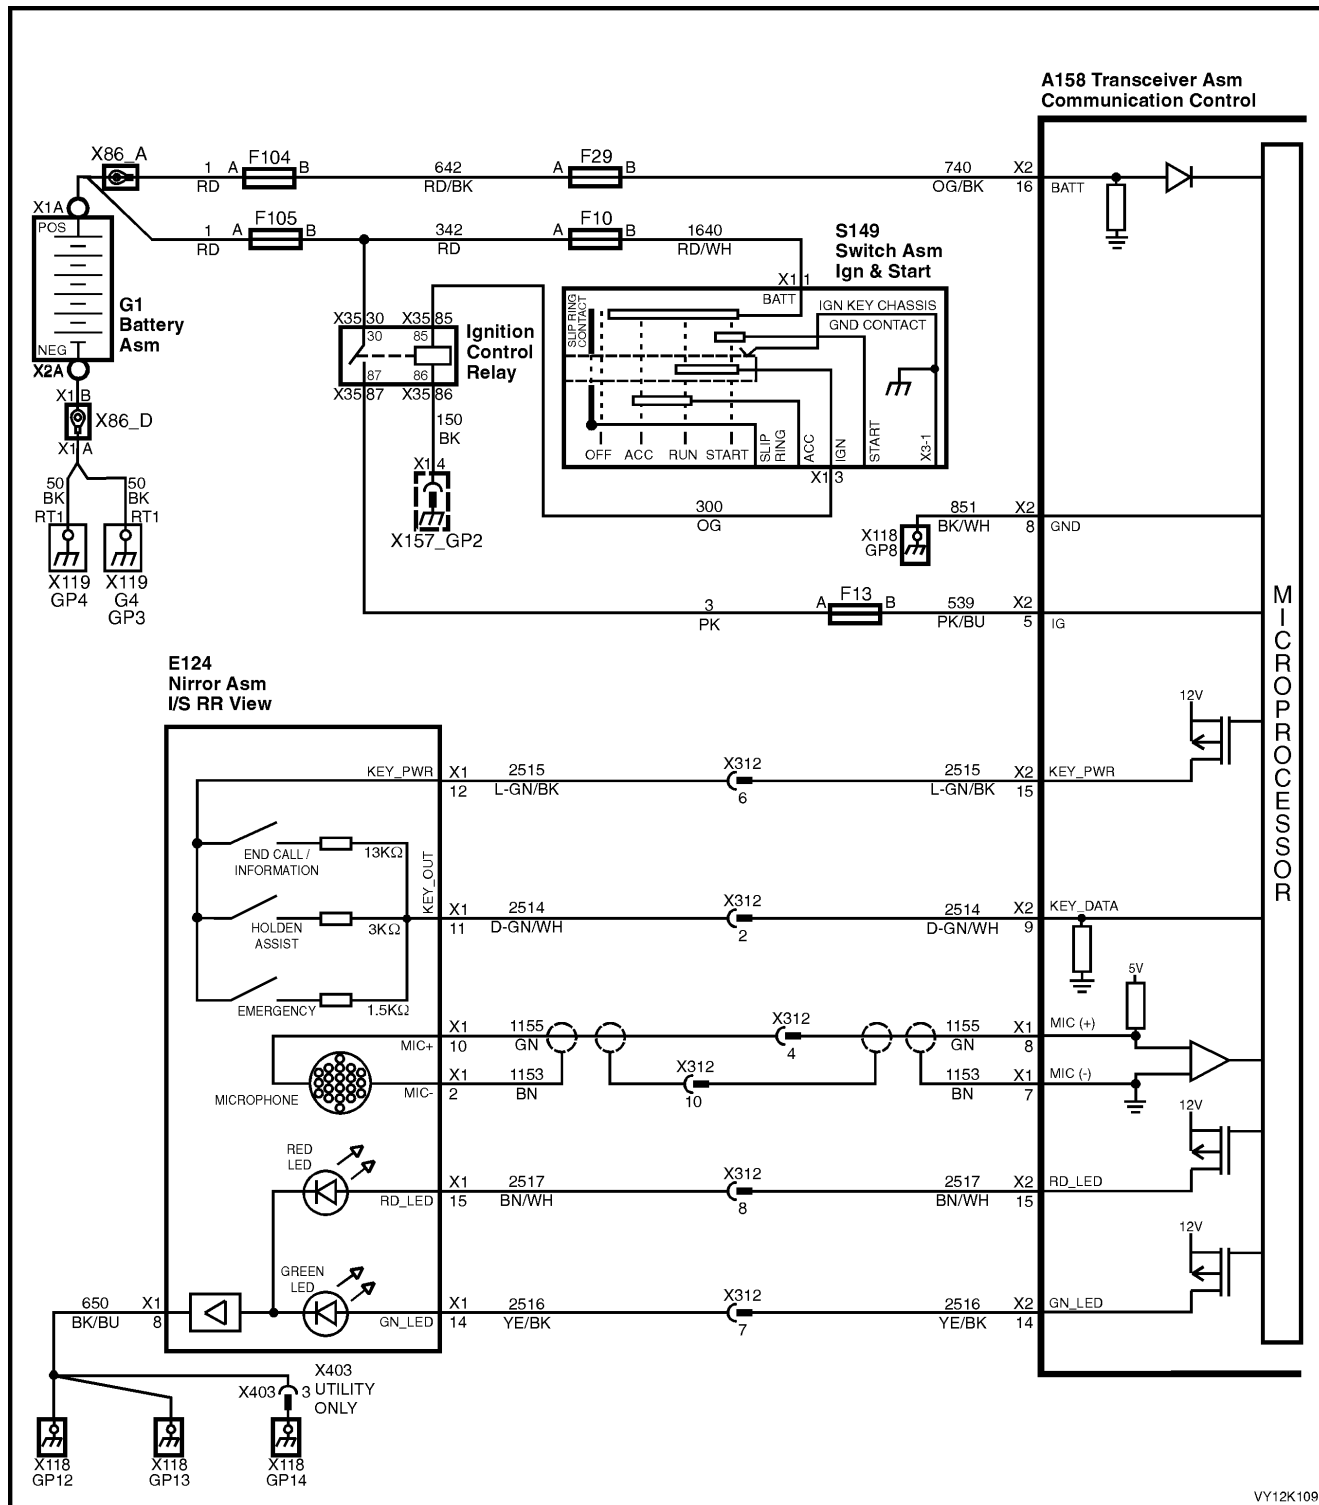 A158 Transceiver Asm
Communication Control
X86_A
1
RD
A
F104
B
642
RD/BK
A
F29
B
740
OG/BK
X2
16
BATT
X1A
POS
1
RD
A
F105
B
342
RD
A
F10
B
1640
RD/WH
S149
Switch Asm
Ign & Start
G1
Battery
Asm
NEG
X2A
X1 1
BATT
SLIP RING
CONTACT
IGN KEY CHASSIS
GND CONTACT
X35 30
X35 85
30
85
87
86
X35 87
X35 86
Ignition
Control
Relay
X1 B
X86_D
X1 A
150
BK
X1 4
X157_GP2
OFF
ACC
RUN
START
SLIP
RING
ACC
IGN
START
X3-1
X1 3
50
BK
RT1
50
BK
RT1
X119
GP4
X119
G4
GP3
300
OG
X118
GP8
851
BK/WH
X2
8
GND
3
PK
A
F13
B
539
PK/BU
X2
5
IG
MICROPROCESSOR
E124
Nirror Asm
I/S RR View
12V
KEY_PWR
X1
12
2515
L-GN/BK
X312
6
2515
L-GN/BK
X2
15
KEY_PWR
END CALL /
INFORMATION
13KΩ
KEY_OUT
HOLDEN
ASSIST
3KΩ
X1
11
2514
D-GN/WH
X312
2
2514
D-GN/WH
X2
9
KEY_DATA
EMERGENCY
1.5KΩ
5V
MIC+
X1
10
1155
GN
X312
4
1155
GN
X1
8
MIC (+)
MICROPHONE
MIC-
X1
2
1153
BN
X312
10
1153
BN
X1
7
MIC (-)
12V
RED
LED
RD_LED
X1
15
2517
BN/WH
X312
8
2517
BN/WH
X2
15
RD_LED
12V
GREEN
LED
GN_LED
X1
14
2516
YE/BK
X312
7
2516
YE/BK
X2
14
GN_LED
650
BK/BU
X1
8
X403 3
X403
UTILITY
ONLY
X118
GP12
X118
GP13
X118
GP14
VY12K109